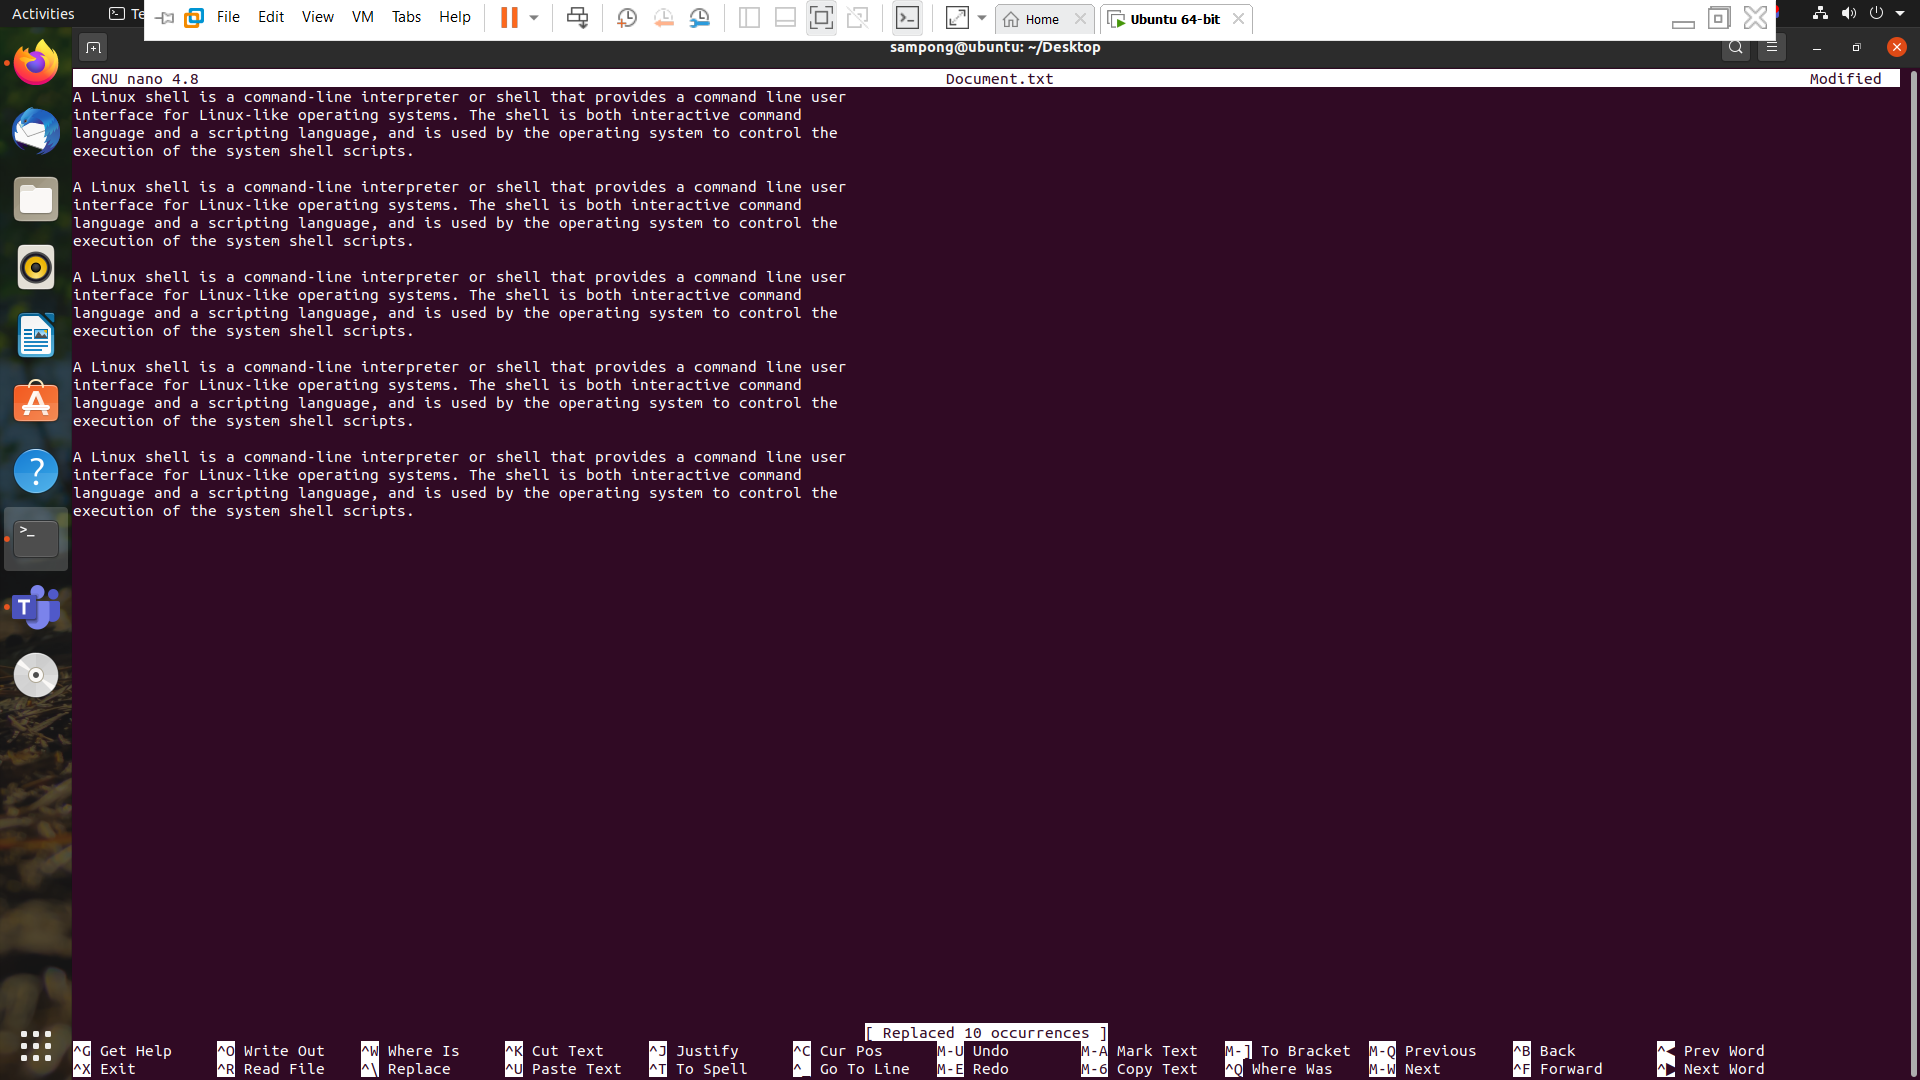 Activities
File Edit View VM Tabs Help
Home
Ubuntu 64-bit
sampong@ubuntu: ~/Desktop
GNU nano 4.8 Document.txt Modified
A Linux shell is a command-line interpreter or shell that provides a command line user
interface for Linux-like operating systems. The shell is both interactive command
language and a scripting language, and is used by the operating system to control the
execution of the system shell scripts.

A Linux shell is a command-line interpreter or shell that provides a command line user
interface for Linux-like operating systems. The shell is both interactive command
language and a scripting language, and is used by the operating system to control the
execution of the system shell scripts.

A Linux shell is a command-line interpreter or shell that provides a command line user
interface for Linux-like operating systems. The shell is both interactive command
language and a scripting language, and is used by the operating system to control the
execution of the system shell scripts.

A Linux shell is a command-line interpreter or shell that provides a command line user
interface for Linux-like operating systems. The shell is both interactive command
language and a scripting language, and is used by the operating system to control the
execution of the system shell scripts.

A Linux shell is a command-line interpreter or shell that provides a command line user
interface for Linux-like operating systems. The shell is both interactive command
language and a scripting language, and is used by the operating system to control the
execution of the system shell scripts.

[ Replaced 10 occurrences ]
^G Get Help ^O Write Out ^W Where Is ^K Cut Text ^J Justify ^C Cur Pos M-U Undo M-A Mark Text M-] To Bracket M-Q Previous ^B Back ^◀ Prev Word
^X Exit ^R Read File ^\ Replace ^U Paste Text ^T To Spell ^_ Go To Line M-E Redo M-6 Copy Text ^Q Where Was M-W Next ^F Forward ^▶ Next Word